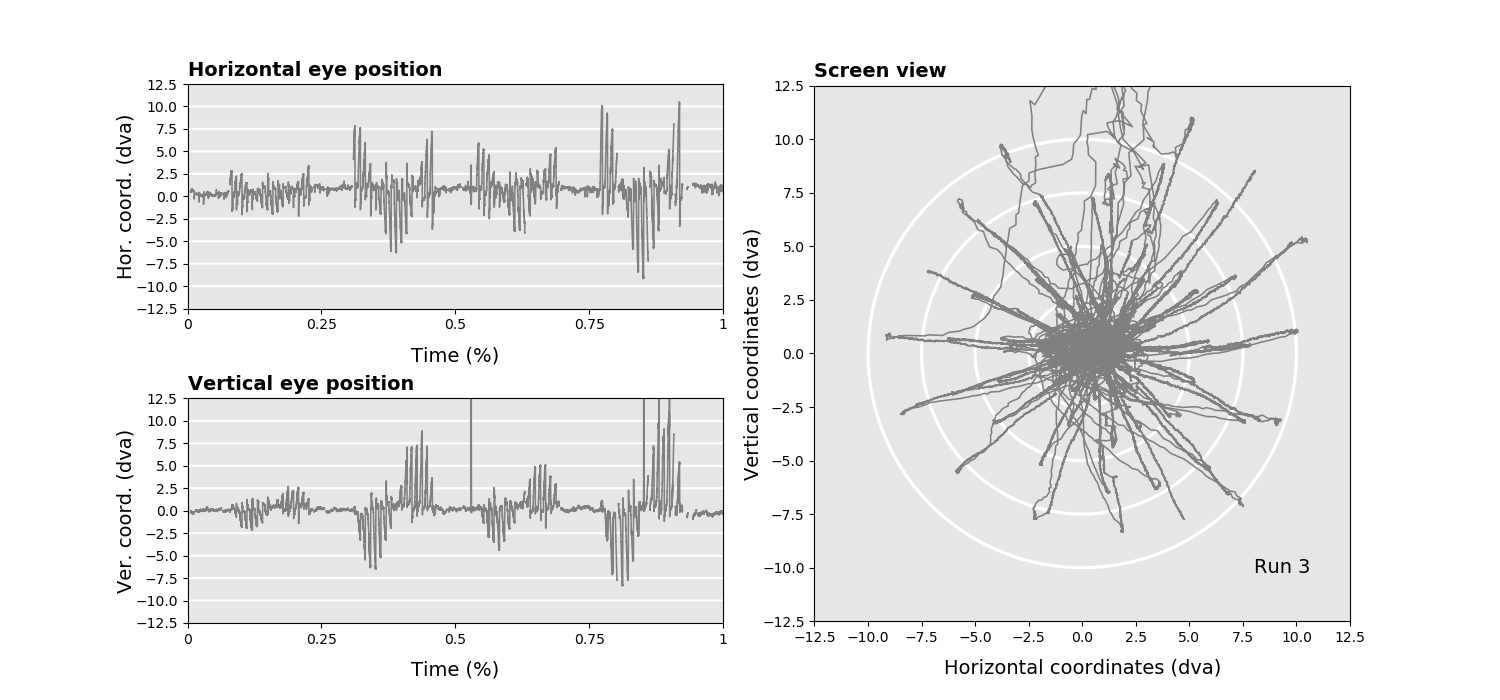 Horizontal eye position
12.5
10.0
7.5
5.0
2.5
0.0
−2.5
−5.0
−7.5
−10.0
−12.5
Hor. coord. (dva)
0 0.25 0.5 0.75 1
Time (%)
Vertical eye position
12.5
10.0
7.5
5.0
2.5
0.0
−2.5
−5.0
−7.5
−10.0
−12.5
Ver. coord. (dva)
0 0.25 0.5 0.75 1
Time (%)
Screen view
12.5
10.0
7.5
5.0
2.5
0.0
−2.5
−5.0
−7.5
−10.0
−12.5
Vertical coordinates (dva)
Run 3
−12.5 −10.0 −7.5 −5.0 −2.5 0.0 2.5 5.0 7.5 10.0 12.5
Horizontal coordinates (dva)